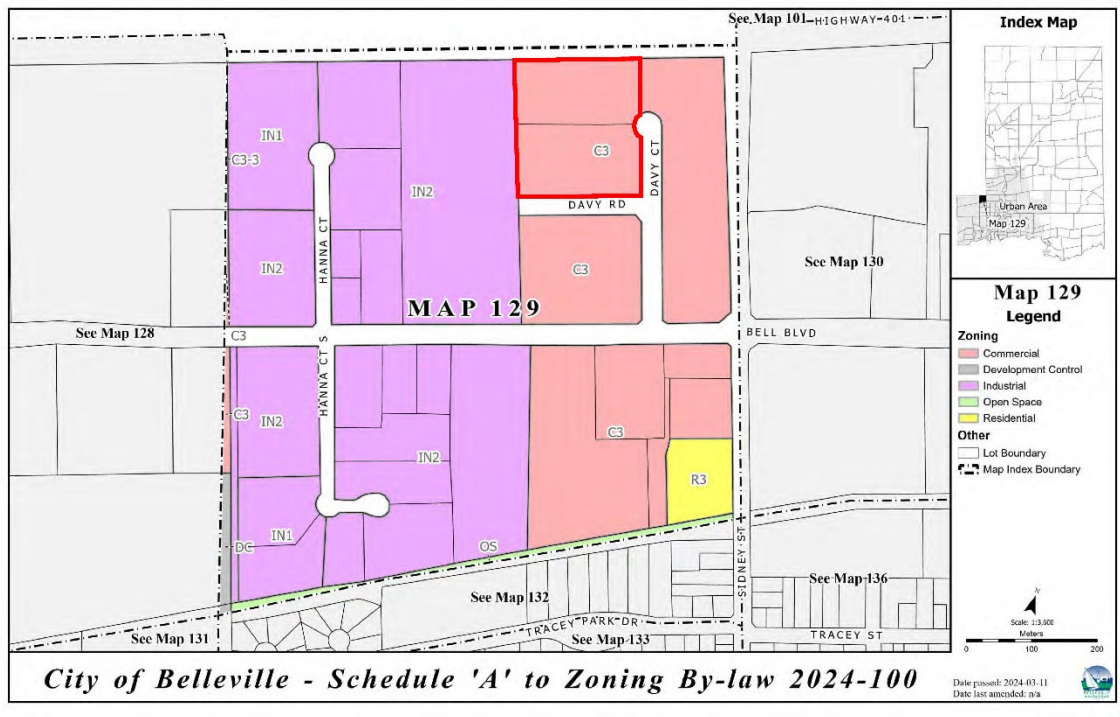 See Map 101
HIGHWAY 401
Index Map
IN1
C3-3
IN2
C3
DAVY CT
DAVY RD
HANNA CT
IN2
C3
Urban Area
Map 129
See Map 130
MAP 129
Map 129
See Map 128
C3
BELL BLVD
Legend
Zoning
Commercial
Development Control
Industrial
Open Space
Residential
Other
Lot Boundary
Map Index Boundary
HANNA CT S
C3
IN2
C3
IN2
R3
IN1
DC
OS
SIDNEY ST
See Map 136
See Map 132
See Map 131
TRACEY PARK DR
See Map 133
TRACEY ST
N
Scale: 1:3,600
Meters
0 100 200
City of Belleville - Schedule 'A' to Zoning By-law 2024-100
Date passed: 2024-03-11
Date last amended: n/a